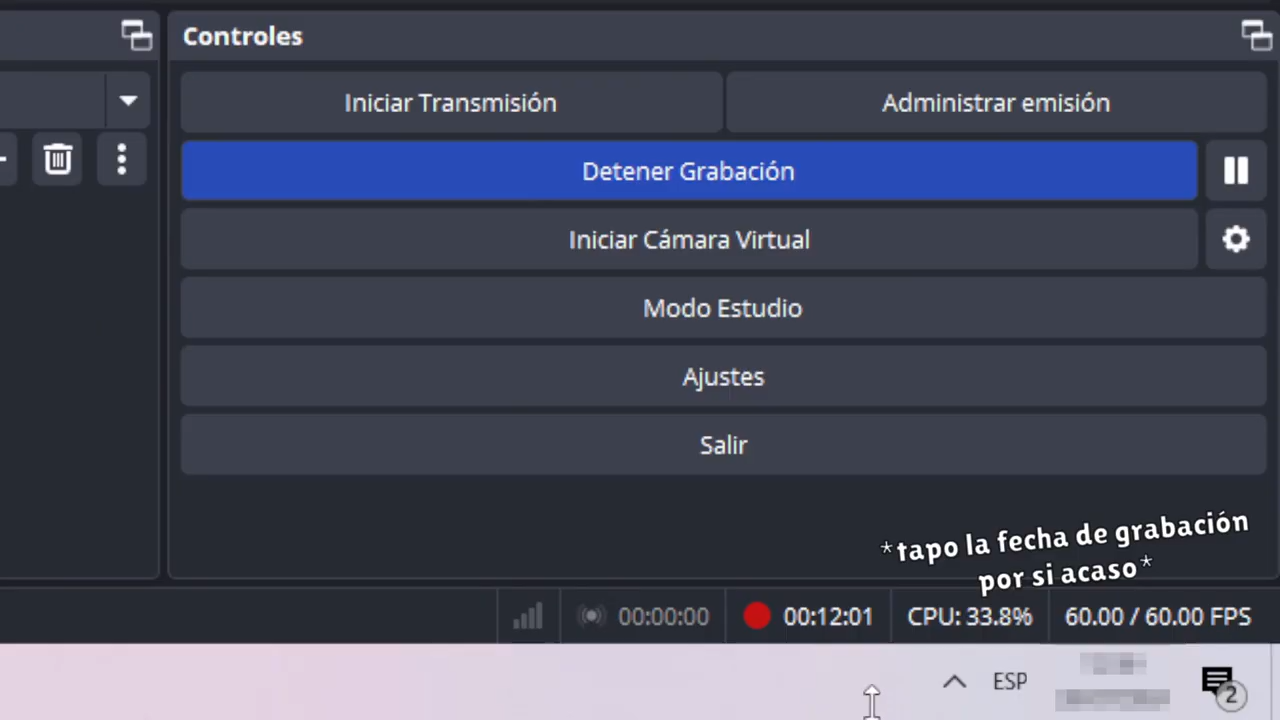 Controles
Iniciar Transmisión
Administrar emisión
Detener Grabación
Iniciar Cámara Virtual
Modo Estudio
Ajustes
Salir
*tapo la fecha de grabación
por si acaso*
00:00:00
00:12:01
CPU: 33.8%
60.00 / 60.00 FPS
ESP
2